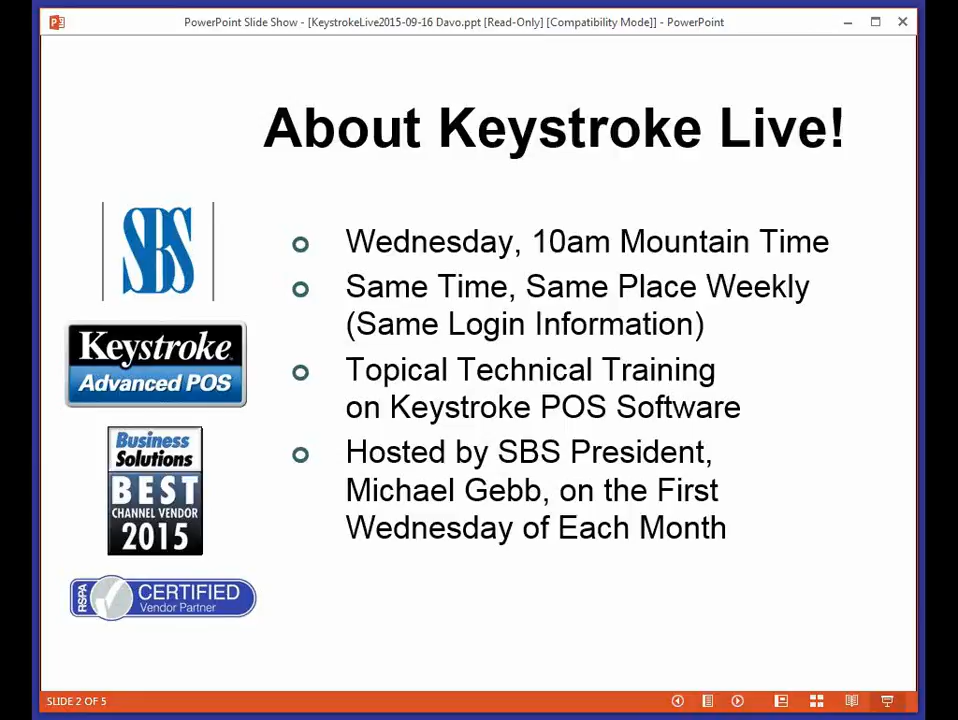 PowerPoint Slide Show - [KeystrokeLive2015-09-16 Davo.ppt [Read-Only] [Compatibility Mode]] - PowerPoint
About Keystroke Live!
SBS
Keystroke
Advanced POS
Business
Solutions
BEST
CHANNEL VENDOR
2015
RSPA
CERTIFIED
Vendor Partner
Wednesday, 10am Mountain Time
Same Time, Same Place Weekly
(Same Login Information)
Topical Technical Training
on Keystroke POS Software
Hosted by SBS President,
Michael Gebb, on the First
Wednesday of Each Month
SLIDE 2 OF 5